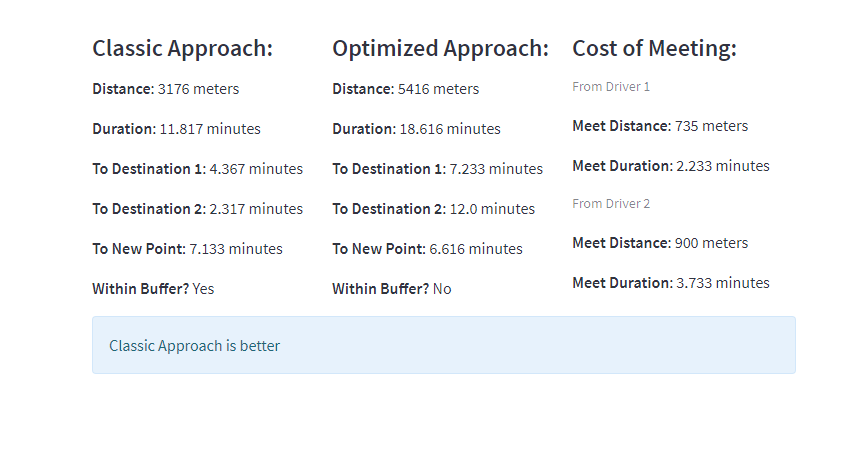 Classic Approach:
Distance: 3176 meters
Duration: 11.817 minutes
To Destination 1: 4.367 minutes
To Destination 2: 2.317 minutes
To New Point: 7.133 minutes
Within Buffer? Yes
Optimized Approach:
Distance: 5416 meters
Duration: 18.616 minutes
To Destination 1: 7.233 minutes
To Destination 2: 12.0 minutes
To New Point: 6.616 minutes
Within Buffer? No
Cost of Meeting:
From Driver 1
Meet Distance: 735 meters
Meet Duration: 2.233 minutes
From Driver 2
Meet Distance: 900 meters
Meet Duration: 3.733 minutes
Classic Approach is better